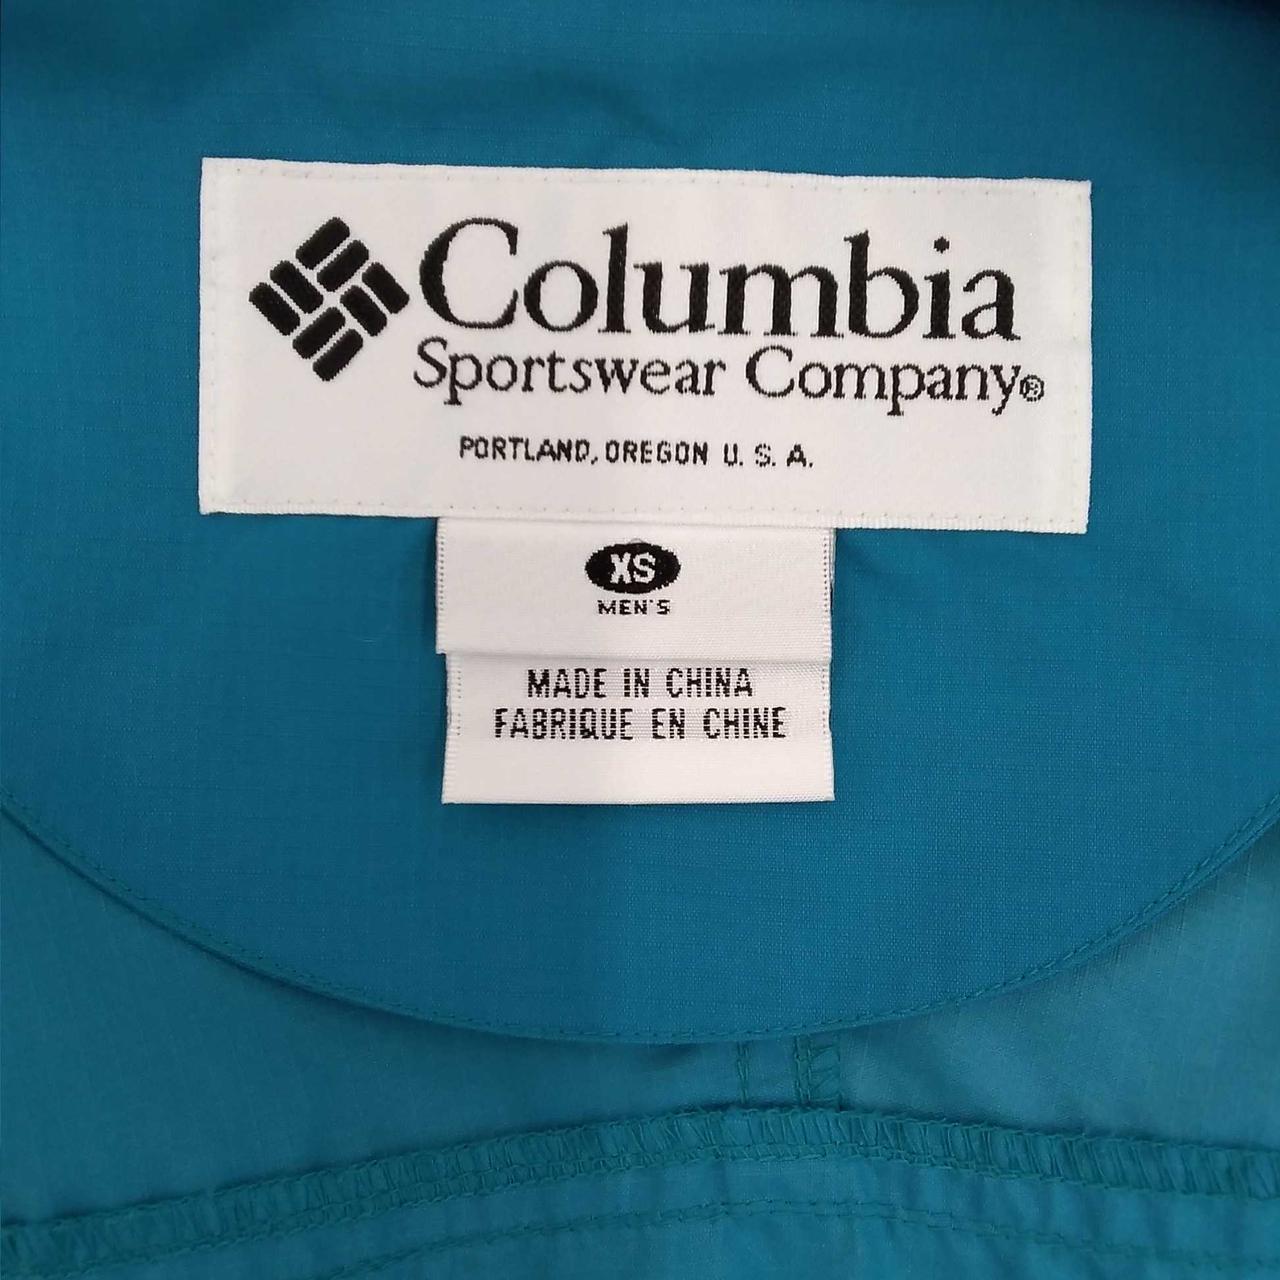 Columbia
Sportswear Company®
PORTLAND, OREGON U. S. A.
XS
MEN'S
MADE IN CHINA
FABRIQUE EN CHINE